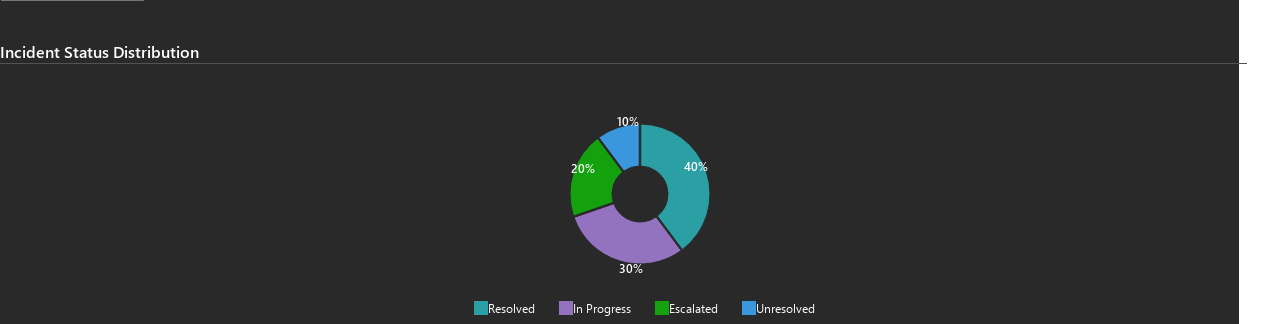 Incident Status Distribution
10%
40%
20%
30%
Resolved In Progress Escalated Unresolved